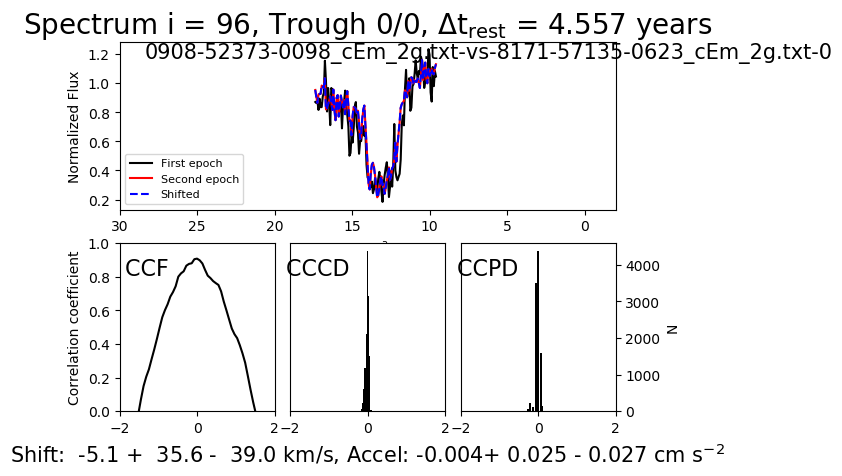 Spectrum i = 96, Trough 0/0, Δt_rest = 4.557 years
0908-52373-0098_cEm_2g.txt-vs-8171-57135-0623_cEm_2g.txt-0
Normalized Flux
1.2
1.0
0.8
0.6
0.4
0.2
First epoch
Second epoch
Shifted
30 25 20 15 10 5 0
Correlation coefficient
1.0
0.8
0.6
0.4
0.2
0.0
CCF
CCCD
CCPD
4000
3000
2000
1000
0
N
−2 0 2
−2 0 2
−2 0 2
Shift: -5.1 + 35.6 - 39.0 km/s, Accel: -0.004+ 0.025 - 0.027 cm s⁻²